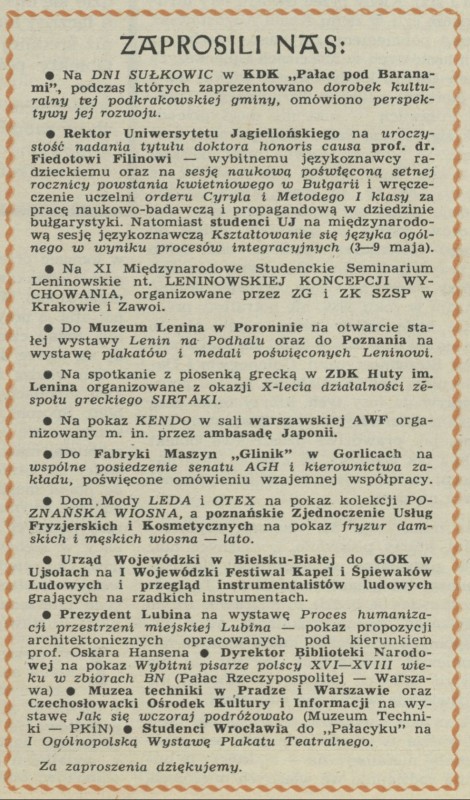 ZAPROSILI NAS:
● Na DNI SUŁKOWIC w KDK „Pałac pod Barana-
mi”, podczas których zaprezentowano dorobek kultu-
ralny tej podkrakowskiej gminy, omówiono perspek-
tywy jej rozwoju.
● Rektor Uniwersytetu Jagiellońskiego na uroczy-
stość nadania tytułu doktora honoris causa prof. dr.
Fiedotowi Filinowi — wybitnemu językoznawcy ra-
dzieckiemu oraz na sesję naukową poświęconą setnej
rocznicy powstania kwietniowego w Bułgarii i wręcze-
czenie uczelni orderu Cyryla i Metodego I klasy za
pracę naukowo-badawczą i propagandową w dziedzinie
bułgarystyki. Natomiast studenci UJ na międzynarodo-
wą sesję językoznawczą Kształtowanie się języka ogól-
nego w wyniku procesów integracyjnych (3—9 maja).
● Na XI Międzynarodowe Studenckie Seminarium
Leninowskie nt. LENINOWSKIEJ KONCEPCJI WY-
CHOWANIA, organizowane przez ZG i ZK SZSP w
Krakowie i Zawoi.
● Do Muzeum Lenina w Poroninie na otwarcie sta-
łej wystawy Lenin na Podhalu oraz do Poznania na
wystawę plakatów i medali poświęconych Leninowi.
● Na spotkanie z piosenką grecką w ZDK Huty im.
Lenina organizowane z okazji X-lecia działalności ze-
społu greckiego SIRTAKI.
● Na pokaz KENDO w sali warszawskiej AWF orga-
nizowany m. in. przez ambasadę Japonii.
● Do Fabryki Maszyn „Glinik” w Gorlicach na
wspólne posiedzenie senatu AGH i kierownictwa za-
kładu, poświęcone omówieniu wzajemnej współpracy.
● Dom Mody LEDA i OTEX na pokaz kolekcji PO-
ZNAŃSKA WIOSNA, a poznańskie Zjednoczenie Usług
Fryzjerskich i Kosmetycznych na pokaz fryzur dam-
skich i męskich wiosna — lato.
● Urząd Wojewódzki w Bielsku-Białej do GOK w
Ujsołach na I Wojewódzki Festiwal Kapel i Śpiewaków
Ludowych i przegląd instrumentalistów ludowych
grających na rzadkich instrumentach.
● Prezydent Lubina na wystawę Proces humaniza-
cji przestrzeni miejskiej Lubina — pokaz propozycji
architektonicznych opracowanych pod kierunkiem
prof. Oskara Hansena ● Dyrektor Biblioteki Narodo-
wej na pokaz Wybitni pisarze polscy XVI—XVIII wie-
ku w zbiorach BN (Pałac Rzeczypospolitej — Warsza-
wa) ● Muzea techniki w Pradze i Warszawie oraz
Czechosłowacki Ośrodek Kultury i Informacji na wy-
stawę Jak się wczoraj podróżowało (Muzeum Techni-
ki — PKiN) ● Studenci Wrocławia do „Pałacyku” na
I Ogólnopolską Wystawę Plakatu Teatralnego.
Za zaproszenia dziękujemy.